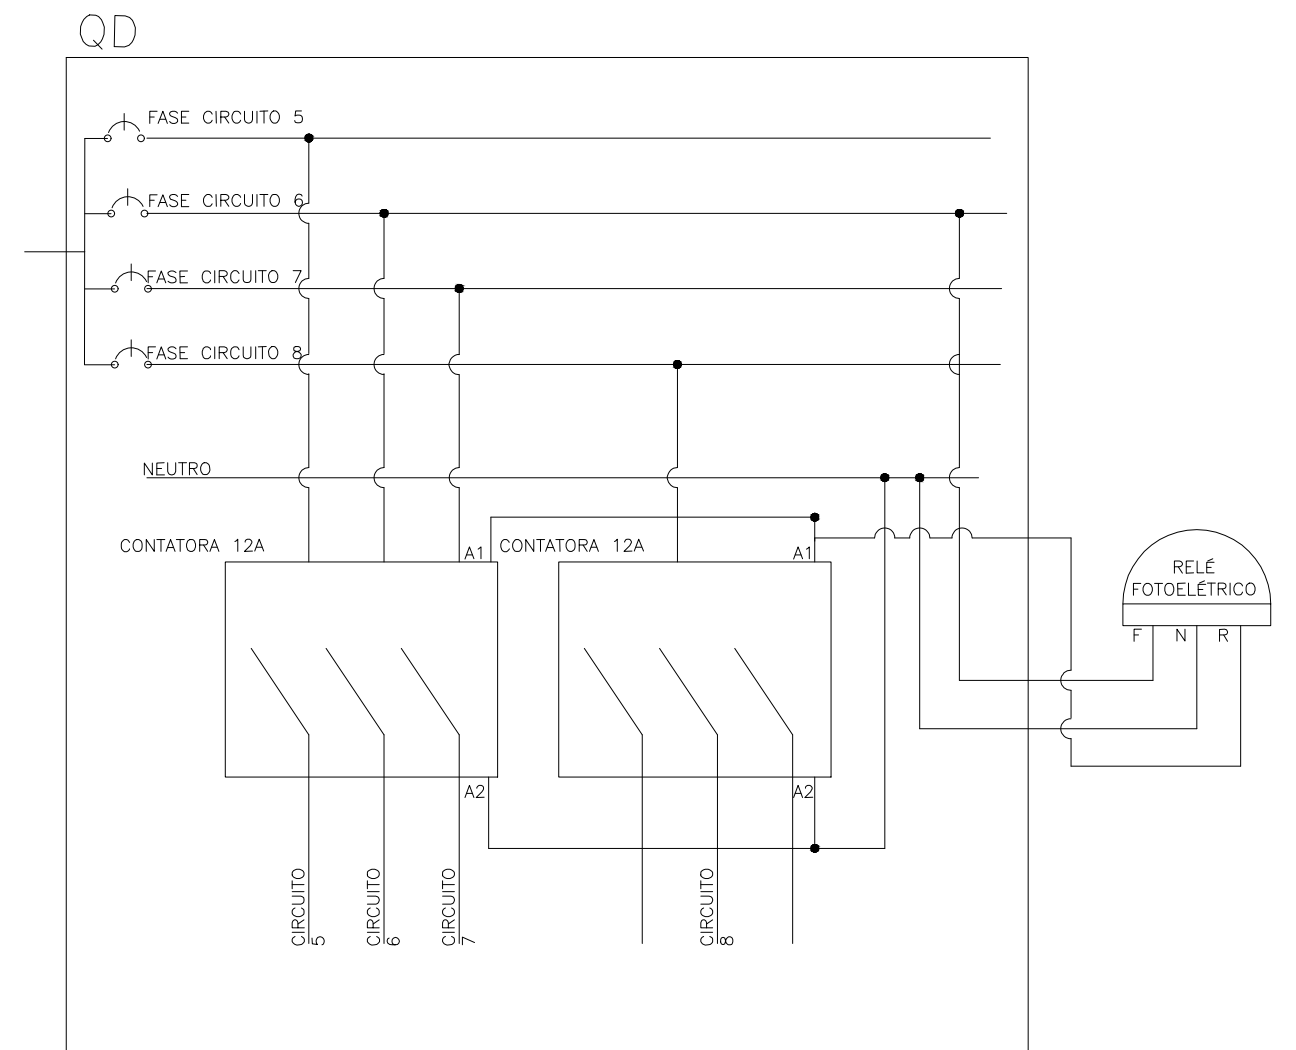 QD
FASE CIRCUITO 5
FASE CIRCUITO 6
FASE CIRCUITO 7
FASE CIRCUITO 8
NEUTRO
CONTATORA 12A
A1
CONTATORA 12A
A1
RELÉ
FOTOELÉTRICO
F N R
A2
A2
CIRCUITO
5
CIRCUITO
6
CIRCUITO
7
CIRCUITO
8